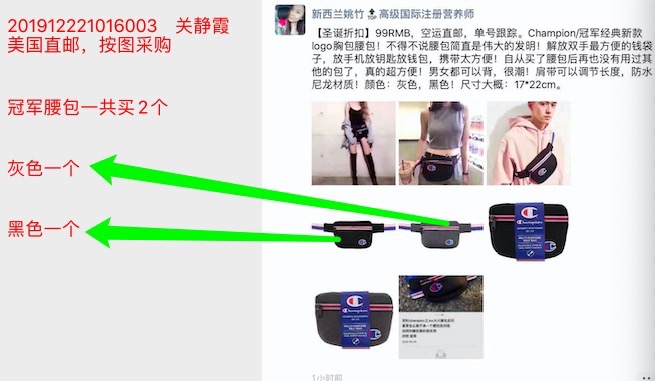 201912221016003 关静霞
美国直邮，按图采购
冠军腰包一共买2个
灰色一个
黑色一个
新西兰姚竹 TOP 高级国际注册营养师
【圣诞折扣】99RMB，空运直邮，单号跟踪。Champion/冠军经典新款
logo胸包腰包！不得不说腰包简直是伟大的发明！解放双手最方便的钱袋
子，放手机放钥匙放钱包，携带太方便！自从买了腰包后再也没有用过其
他的包了，真的超方便！男女都可以背，很潮！肩带可以调节长度，防水
尼龙材质！颜色：灰色，黑色！尺寸大概：17*22cm。
Champion
Champion
1小时前